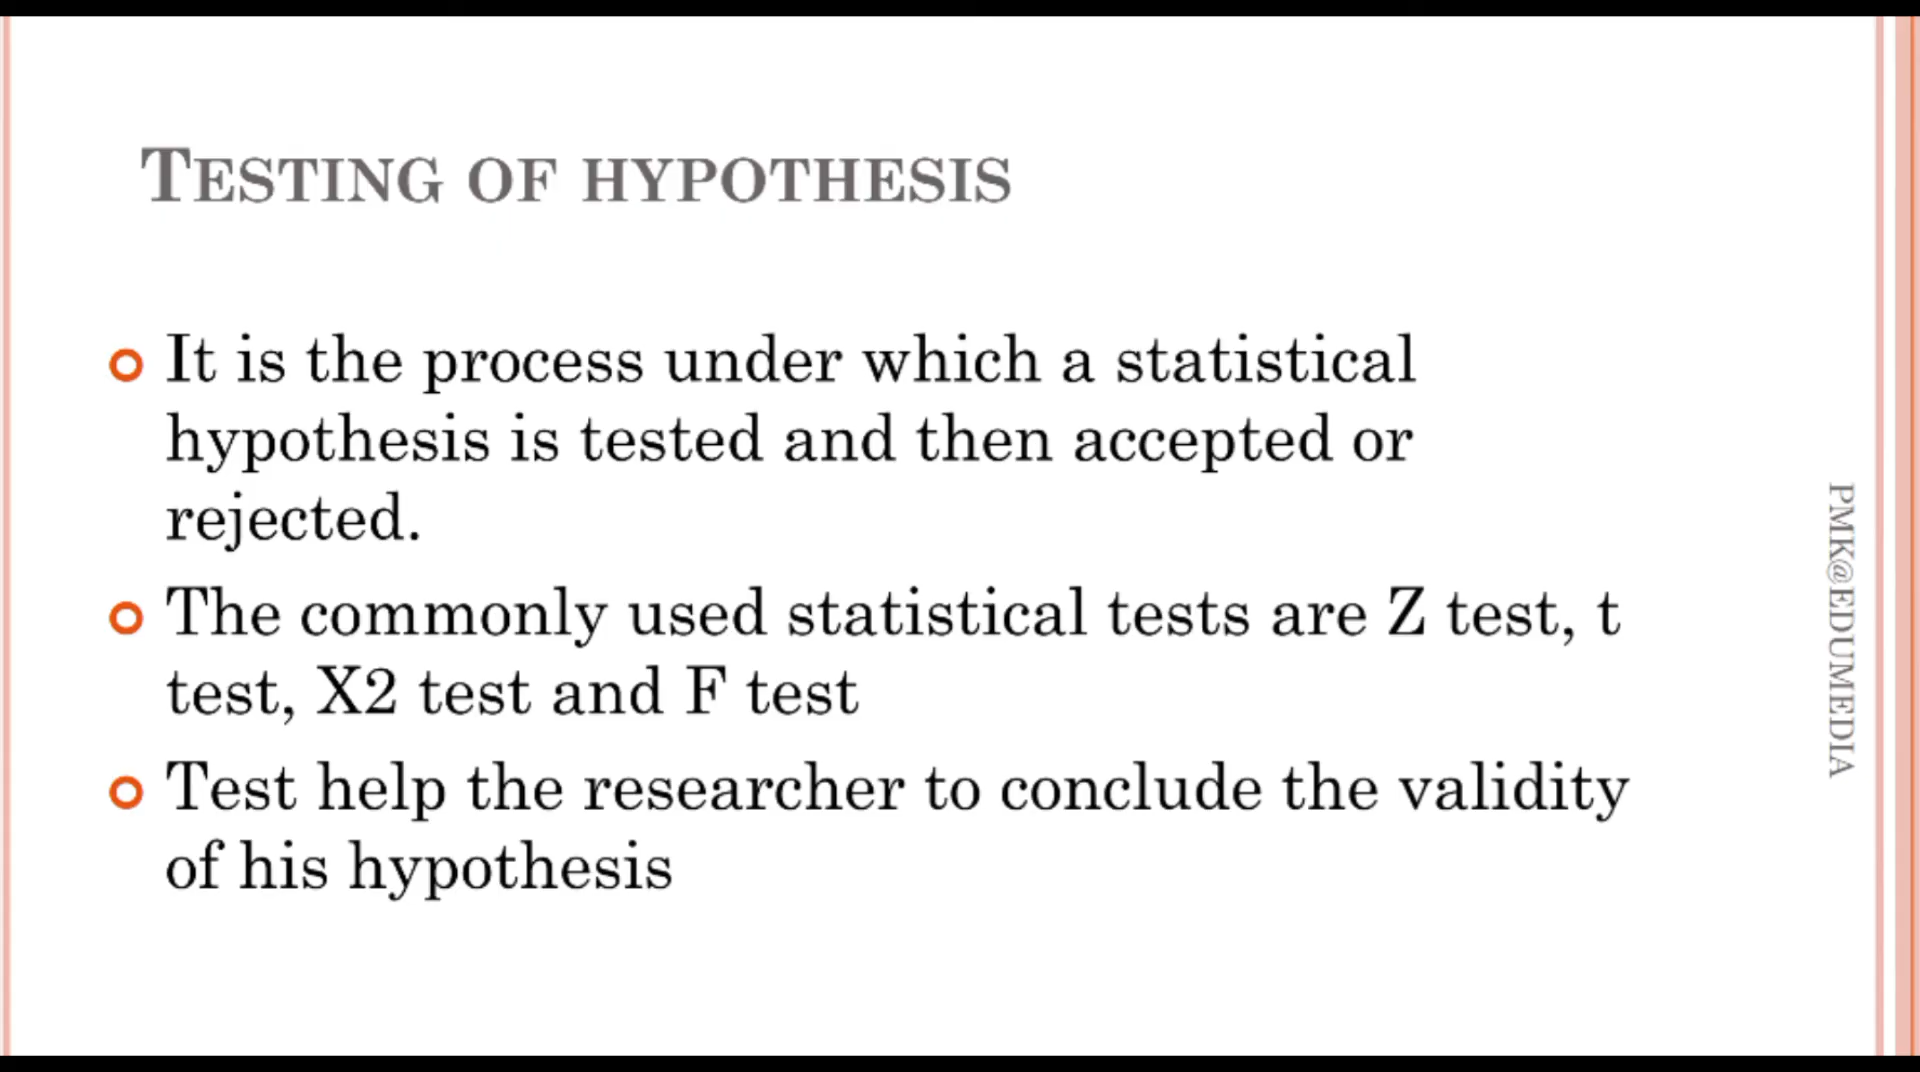 TESTING OF HYPOTHESIS
It is the process under which a statistical
hypothesis is tested and then accepted or
rejected.
The commonly used statistical tests are Z test, t
test, X2 test and F test
Test help the researcher to conclude the validity
of his hypothesis
PMK@EDUMEDIA